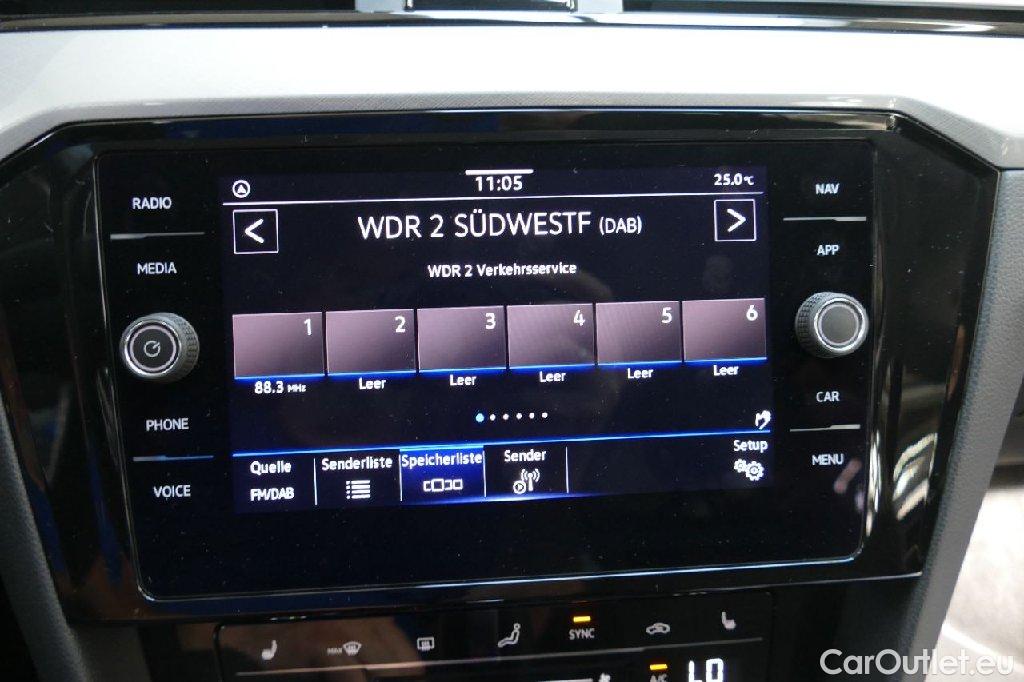 11:05
25.0°C
RADIO
NAV
WDR 2 SÜDWESTF (DAB)
<
>
MEDIA
APP
WDR 2 Verkehrsservice
1 2 3 4 5 6
88.3 MHz Leer Leer Leer Leer Leer
PHONE
CAR
Quelle
FM/DAB
Senderliste
Speicherliste
Sender
Setup
VOICE
MENU
MAX
SYNC
A/C
LO
CarOutlet.eu